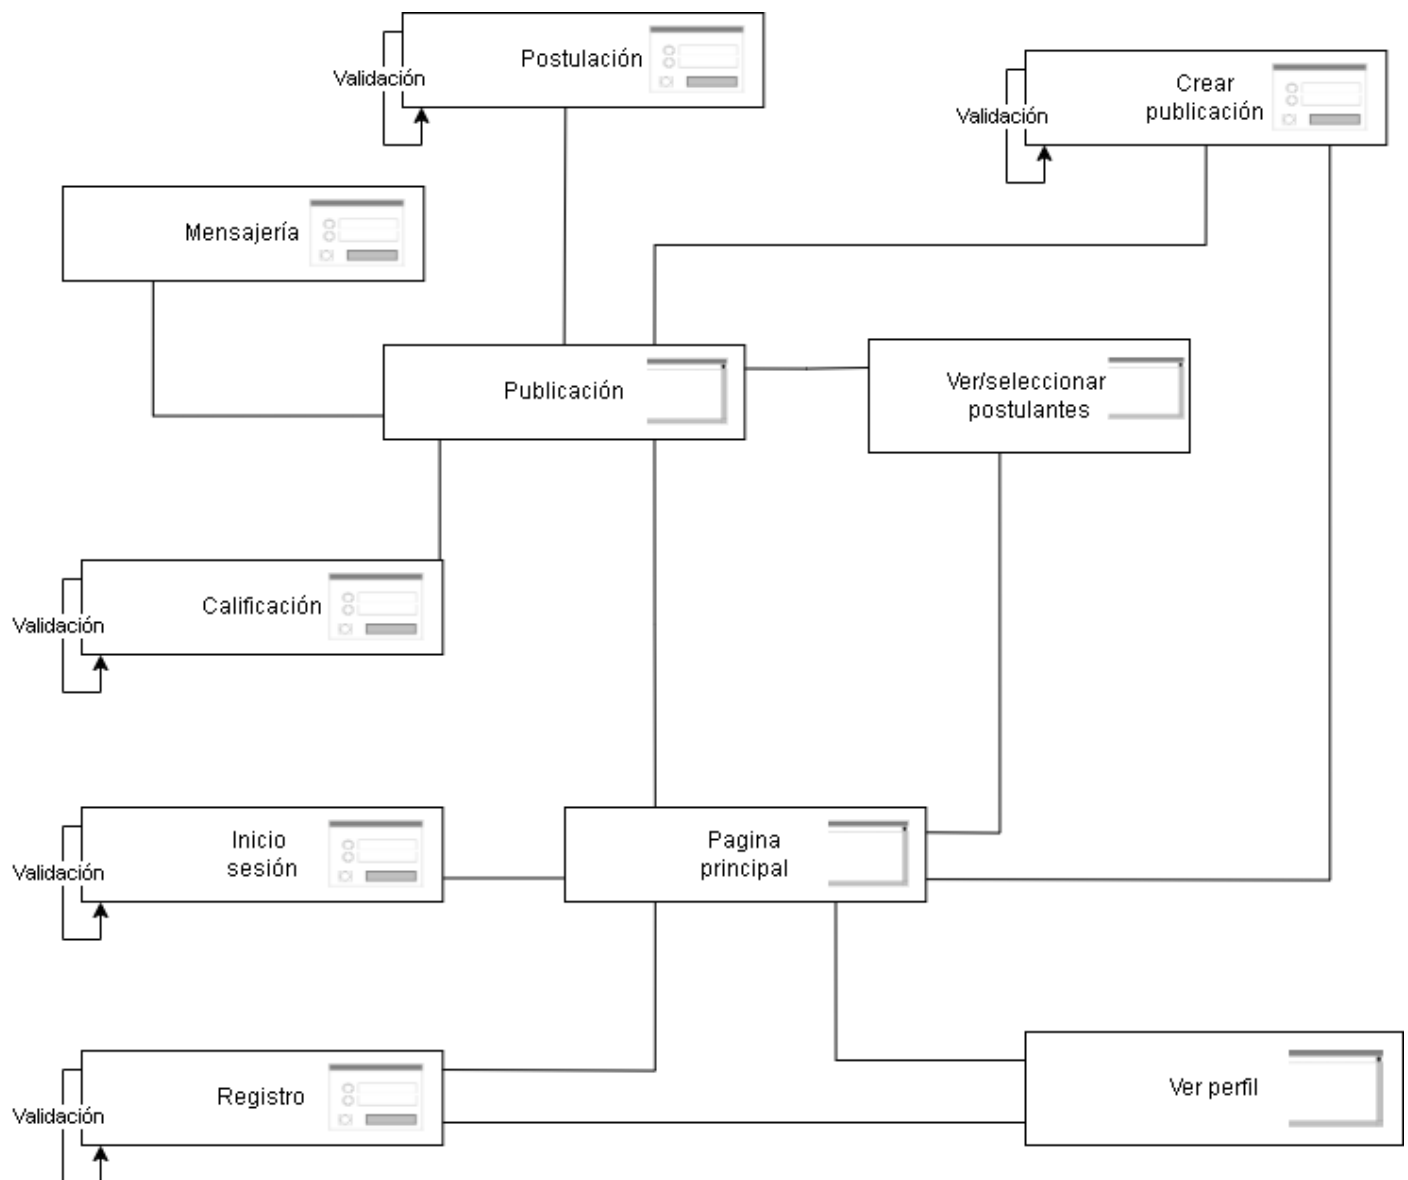 Postulación
Validación
Crear
publicación
Validación
Mensajería
Publicación
Ver/seleccionar
postulantes
Calificación
Validación
Inicio
sesión
Validación
Pagina
principal
Registro
Validación
Ver perfil